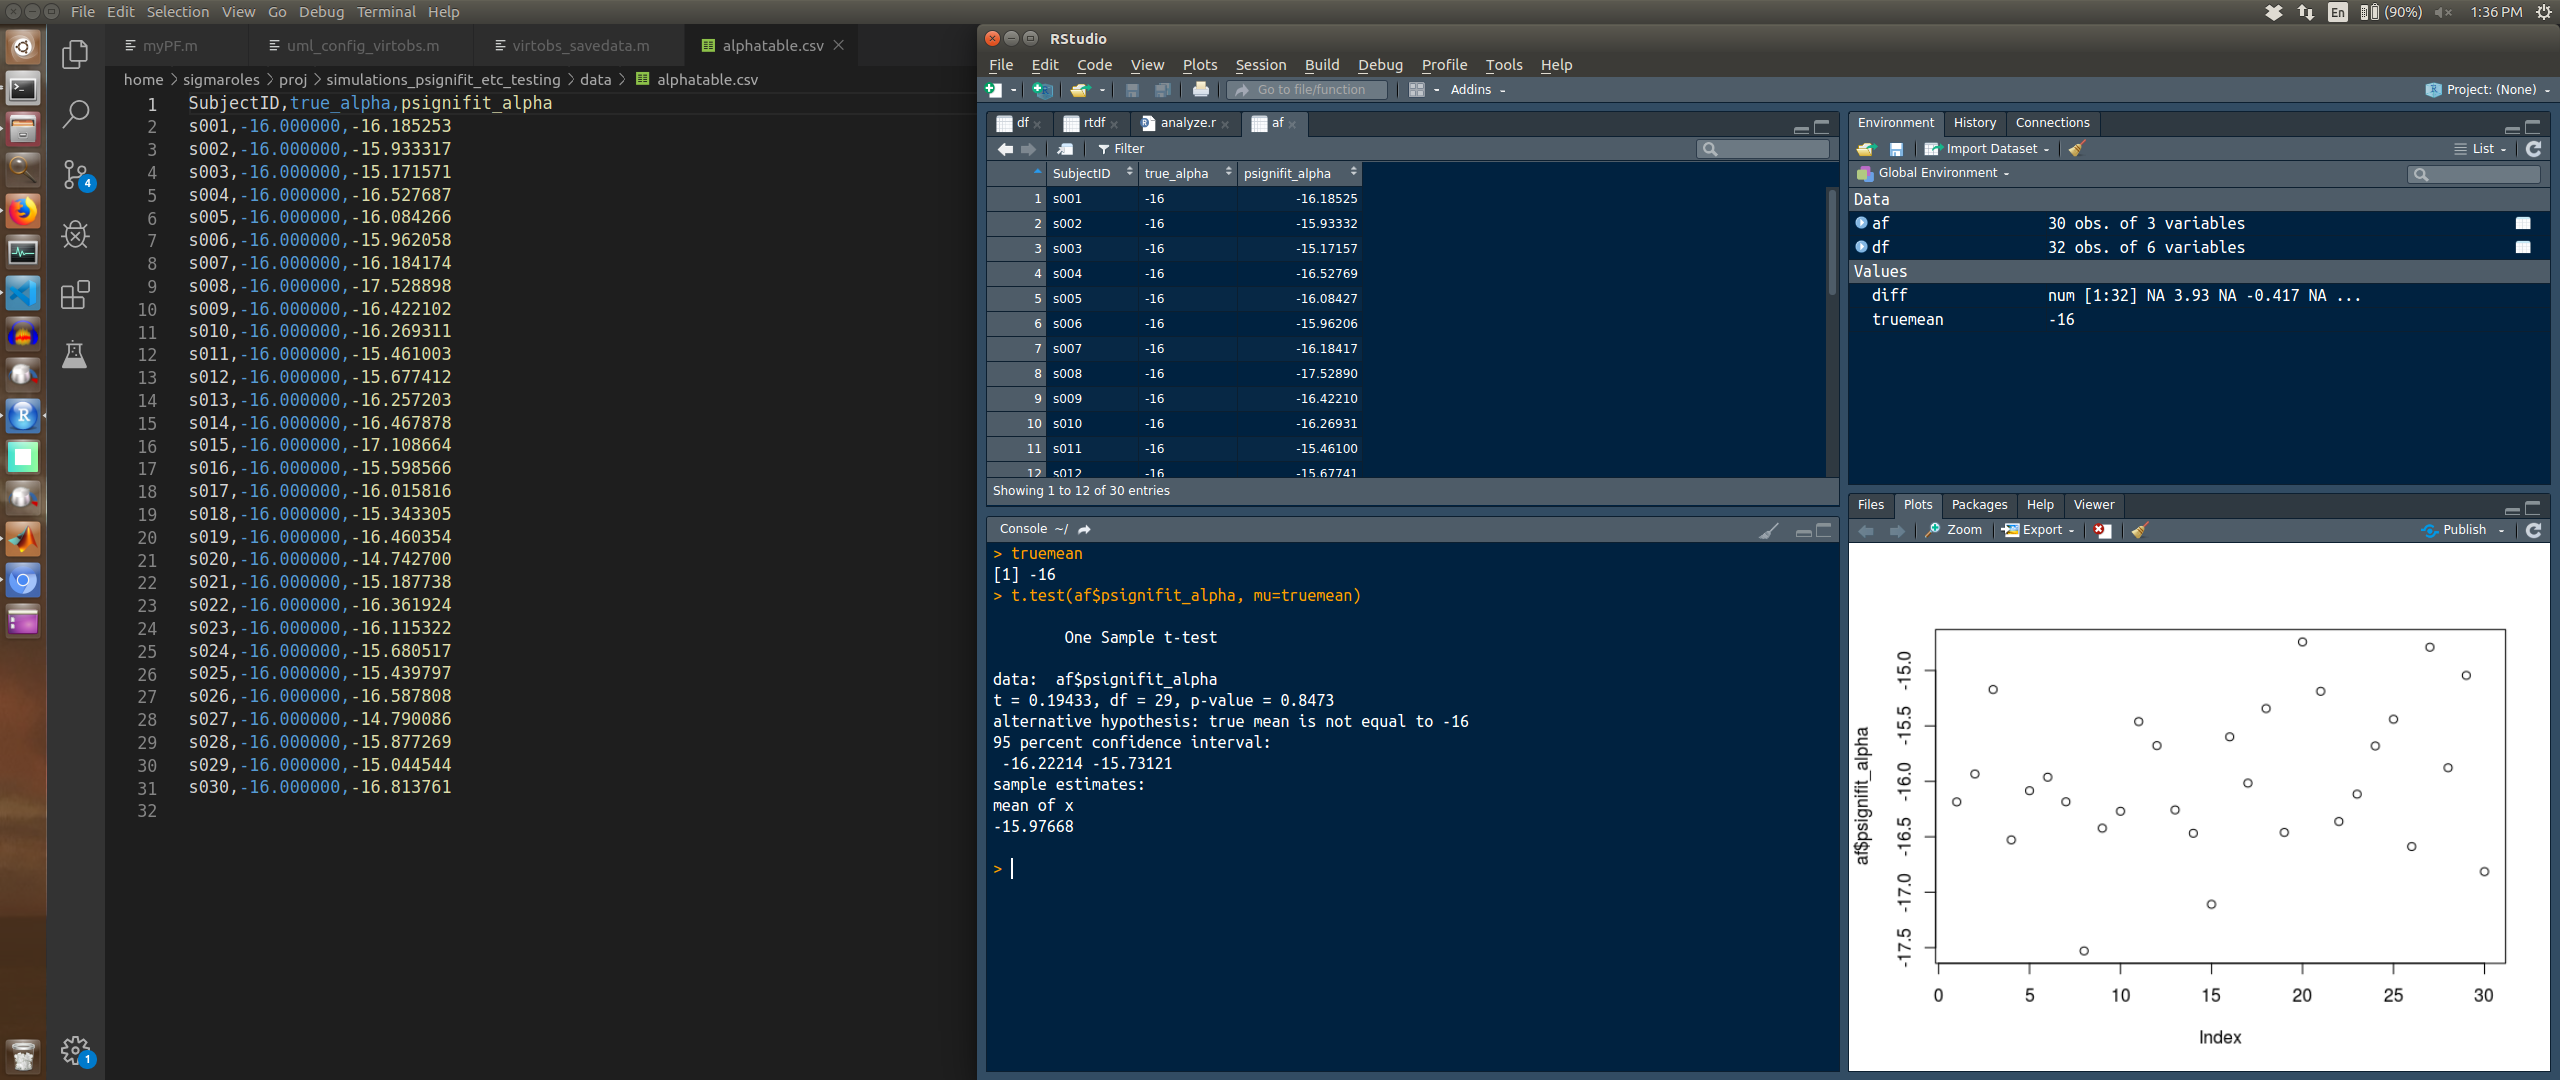 File Edit Selection View Go Debug Terminal Help
En (90%) 1:36 PM
myPF.m uml_config_virtobs.m virtobs_savedata.m alphatable.csv
home > sigmaroles > proj > simulations_psignifit_etc_testing > data > alphatable.csv
1 SubjectID,true_alpha,psignifit_alpha
2 s001,-16.000000,-16.185253
3 s002,-16.000000,-15.933317
4 s003,-16.000000,-15.171571
5 s004,-16.000000,-16.527687
6 s005,-16.000000,-16.084266
7 s006,-16.000000,-15.962058
8 s007,-16.000000,-16.184174
9 s008,-16.000000,-17.528898
10 s009,-16.000000,-16.422102
11 s010,-16.000000,-16.269311
12 s011,-16.000000,-15.461003
13 s012,-16.000000,-15.677412
14 s013,-16.000000,-16.257203
15 s014,-16.000000,-16.467878
16 s015,-16.000000,-17.108664
17 s016,-16.000000,-15.598566
18 s017,-16.000000,-16.015816
19 s018,-16.000000,-15.343305
20 s019,-16.000000,-16.460354
21 s020,-16.000000,-14.742700
22 s021,-16.000000,-15.187738
23 s022,-16.000000,-16.361924
24 s023,-16.000000,-16.115322
25 s024,-16.000000,-15.680517
26 s025,-16.000000,-15.439797
27 s026,-16.000000,-16.587808
28 s027,-16.000000,-14.790086
29 s028,-16.000000,-15.877269
30 s029,-16.000000,-15.044544
31 s030,-16.000000,-16.813761
32
4
1
RStudio
File Edit Code View Plots Session Build Debug Profile Tools Help
Go to file/function Addins Project: (None)
df rtdf analyze.r af
Filter
SubjectID true_alpha psignifit_alpha
1 s001 -16 -16.18525
2 s002 -16 -15.93332
3 s003 -16 -15.17157
4 s004 -16 -16.52769
5 s005 -16 -16.08427
6 s006 -16 -15.96206
7 s007 -16 -16.18417
8 s008 -16 -17.52890
9 s009 -16 -16.42210
10 s010 -16 -16.26931
11 s011 -16 -15.46100
12 s012 -16 -15.67741
Showing 1 to 12 of 30 entries
Console ~/
> truemean
[1] -16
> t.test(af$psignifit_alpha, mu=truemean)
One Sample t-test
data: af$psignifit_alpha
t = 0.19433, df = 29, p-value = 0.8473
alternative hypothesis: true mean is not equal to -16
95 percent confidence interval:
-16.22214 -15.73121
sample estimates:
mean of x
-15.97668
>
Environment History Connections
Import Dataset List
Global Environment
Data
af 30 obs. of 3 variables
df 32 obs. of 6 variables
Values
diff num [1:32] NA 3.93 NA -0.417 NA ...
truemean -16
Files Plots Packages Help Viewer
Zoom Export Publish
af$psignifit_alpha
-15.0
-15.5
-16.0
-16.5
-17.0
-17.5
0 5 10 15 20 25 30
Index